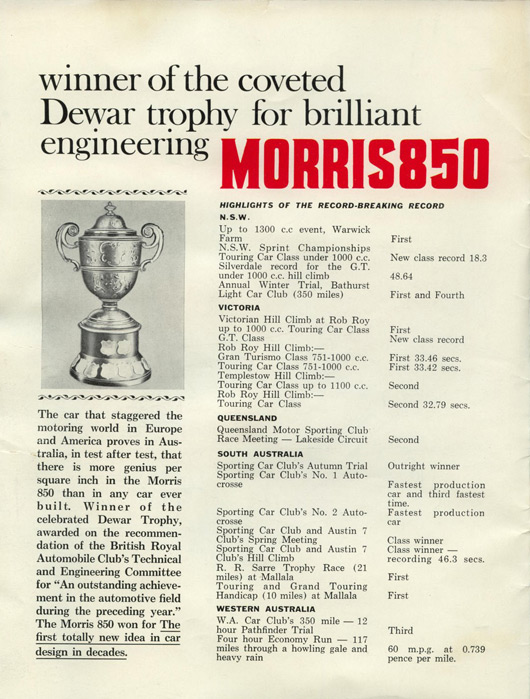 winner of the coveted
Dewar trophy for brilliant
engineering MORRIS 850
HIGHLIGHTS OF THE RECORD-BREAKING RECORD
N.S.W.
Up to 1300 c.c event, Warwick
Farm First
N.S.W. Sprint Championships
Touring Car Class under 1000 c.c. New class record 18.3
Silverdale record for the G.T.
under 1000 c.c. hill climb 48.64
Annual Winter Trial, Bathurst
Light Car Club (350 miles) First and Fourth
VICTORIA
Victorian Hill Climb at Rob Roy
up to 1000 c.c. Touring Car Class First
G.T. Class New class record
Rob Roy Hill Climb:—
Gran Turismo Class 751-1000 c.c. First 33.46 secs.
Touring Car Class 751-1000 c.c. First 33.42 secs.
Templestow Hill Climb:—
Touring Car Class up to 1100 c.c. Second
Rob Roy Hill Climb:—
Touring Car Class Second 32.79 secs.
QUEENSLAND
Queensland Motor Sporting Club
Race Meeting — Lakeside Circuit Second
SOUTH AUSTRALIA
Sporting Car Club's Autumn Trial Outright winner
Sporting Car Club's No. 1 Auto-
crosse Fastest production
car and third fastest
time.
Sporting Car Club's No. 2 Auto- Fastest production
crosse car
Sporting Car Club and Austin 7
Club's Spring Meeting Class winner
Sporting Car Club and Austin 7 Class winner —
Club's Hill Climb recording 46.3 secs.
R. R. Sarre Trophy Race (21
miles) at Mallala First
Touring and Grand Touring
Handicap (10 miles) at Mallala First
WESTERN AUSTRALIA
W.A. Car Club's 350 mile — 12
hour Pathfinder Trial Third
Four hour Economy Run — 117
miles through a howling gale and 60 m.p.g. at 0.739
heavy rain pence per mile.
The car that staggered the
motoring world in Europe
and America proves in Aus-
tralia, in test after test, that
there is more genius per
square inch in the Morris
850 than in any car ever
built. Winner of the
celebrated Dewar Trophy,
awarded on the recommen-
dation of the British Royal
Automobile Club's Technical
and Engineering Committee
for "An outstanding achieve-
ment in the automotive field
during the preceding year."
The Morris 850 won for The
first totally new idea in car
design in decades.